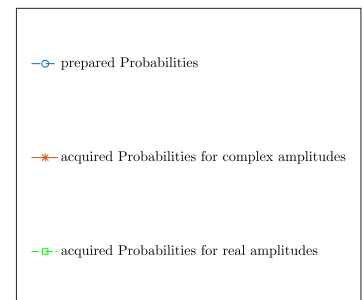 prepared Probabilities
acquired Probabilities for complex amplitudes
acquired Probabilities for real amplitudes